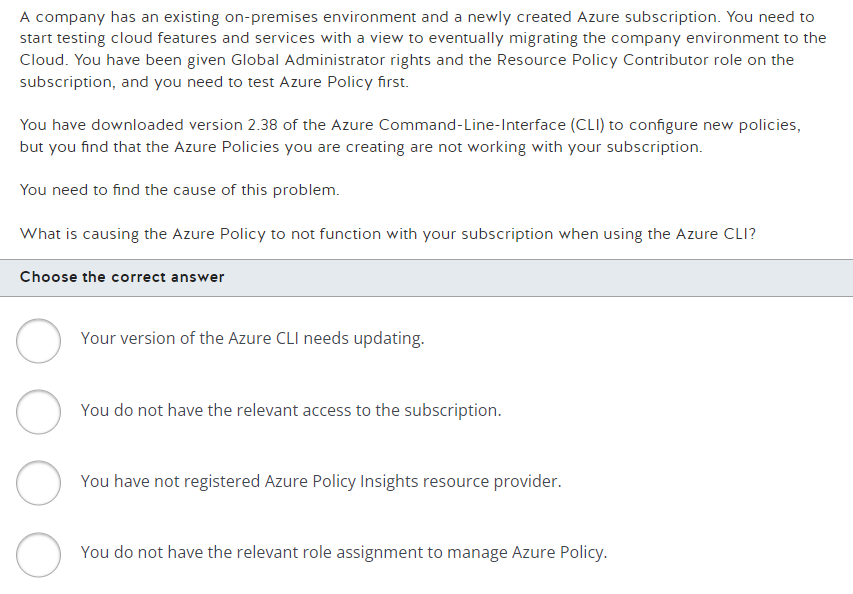 A company has an existing on-premises environment and a newly created Azure subscription. You need to
start testing cloud features and services with a view to eventually migrating the company environment to the
Cloud. You have been given Global Administrator rights and the Resource Policy Contributor role on the
subscription, and you need to test Azure Policy first.
You have downloaded version 2.38 of the Azure Command-Line-Interface (CLI) to configure new policies,
but you find that the Azure Policies you are creating are not working with your subscription.
You need to find the cause of this problem.
What is causing the Azure Policy to not function with your subscription when using the Azure CLI?
Choose the correct answer
Your version of the Azure CLI needs updating.
You do not have the relevant access to the subscription.
You have not registered Azure Policy Insights resource provider.
You do not have the relevant role assignment to manage Azure Policy.